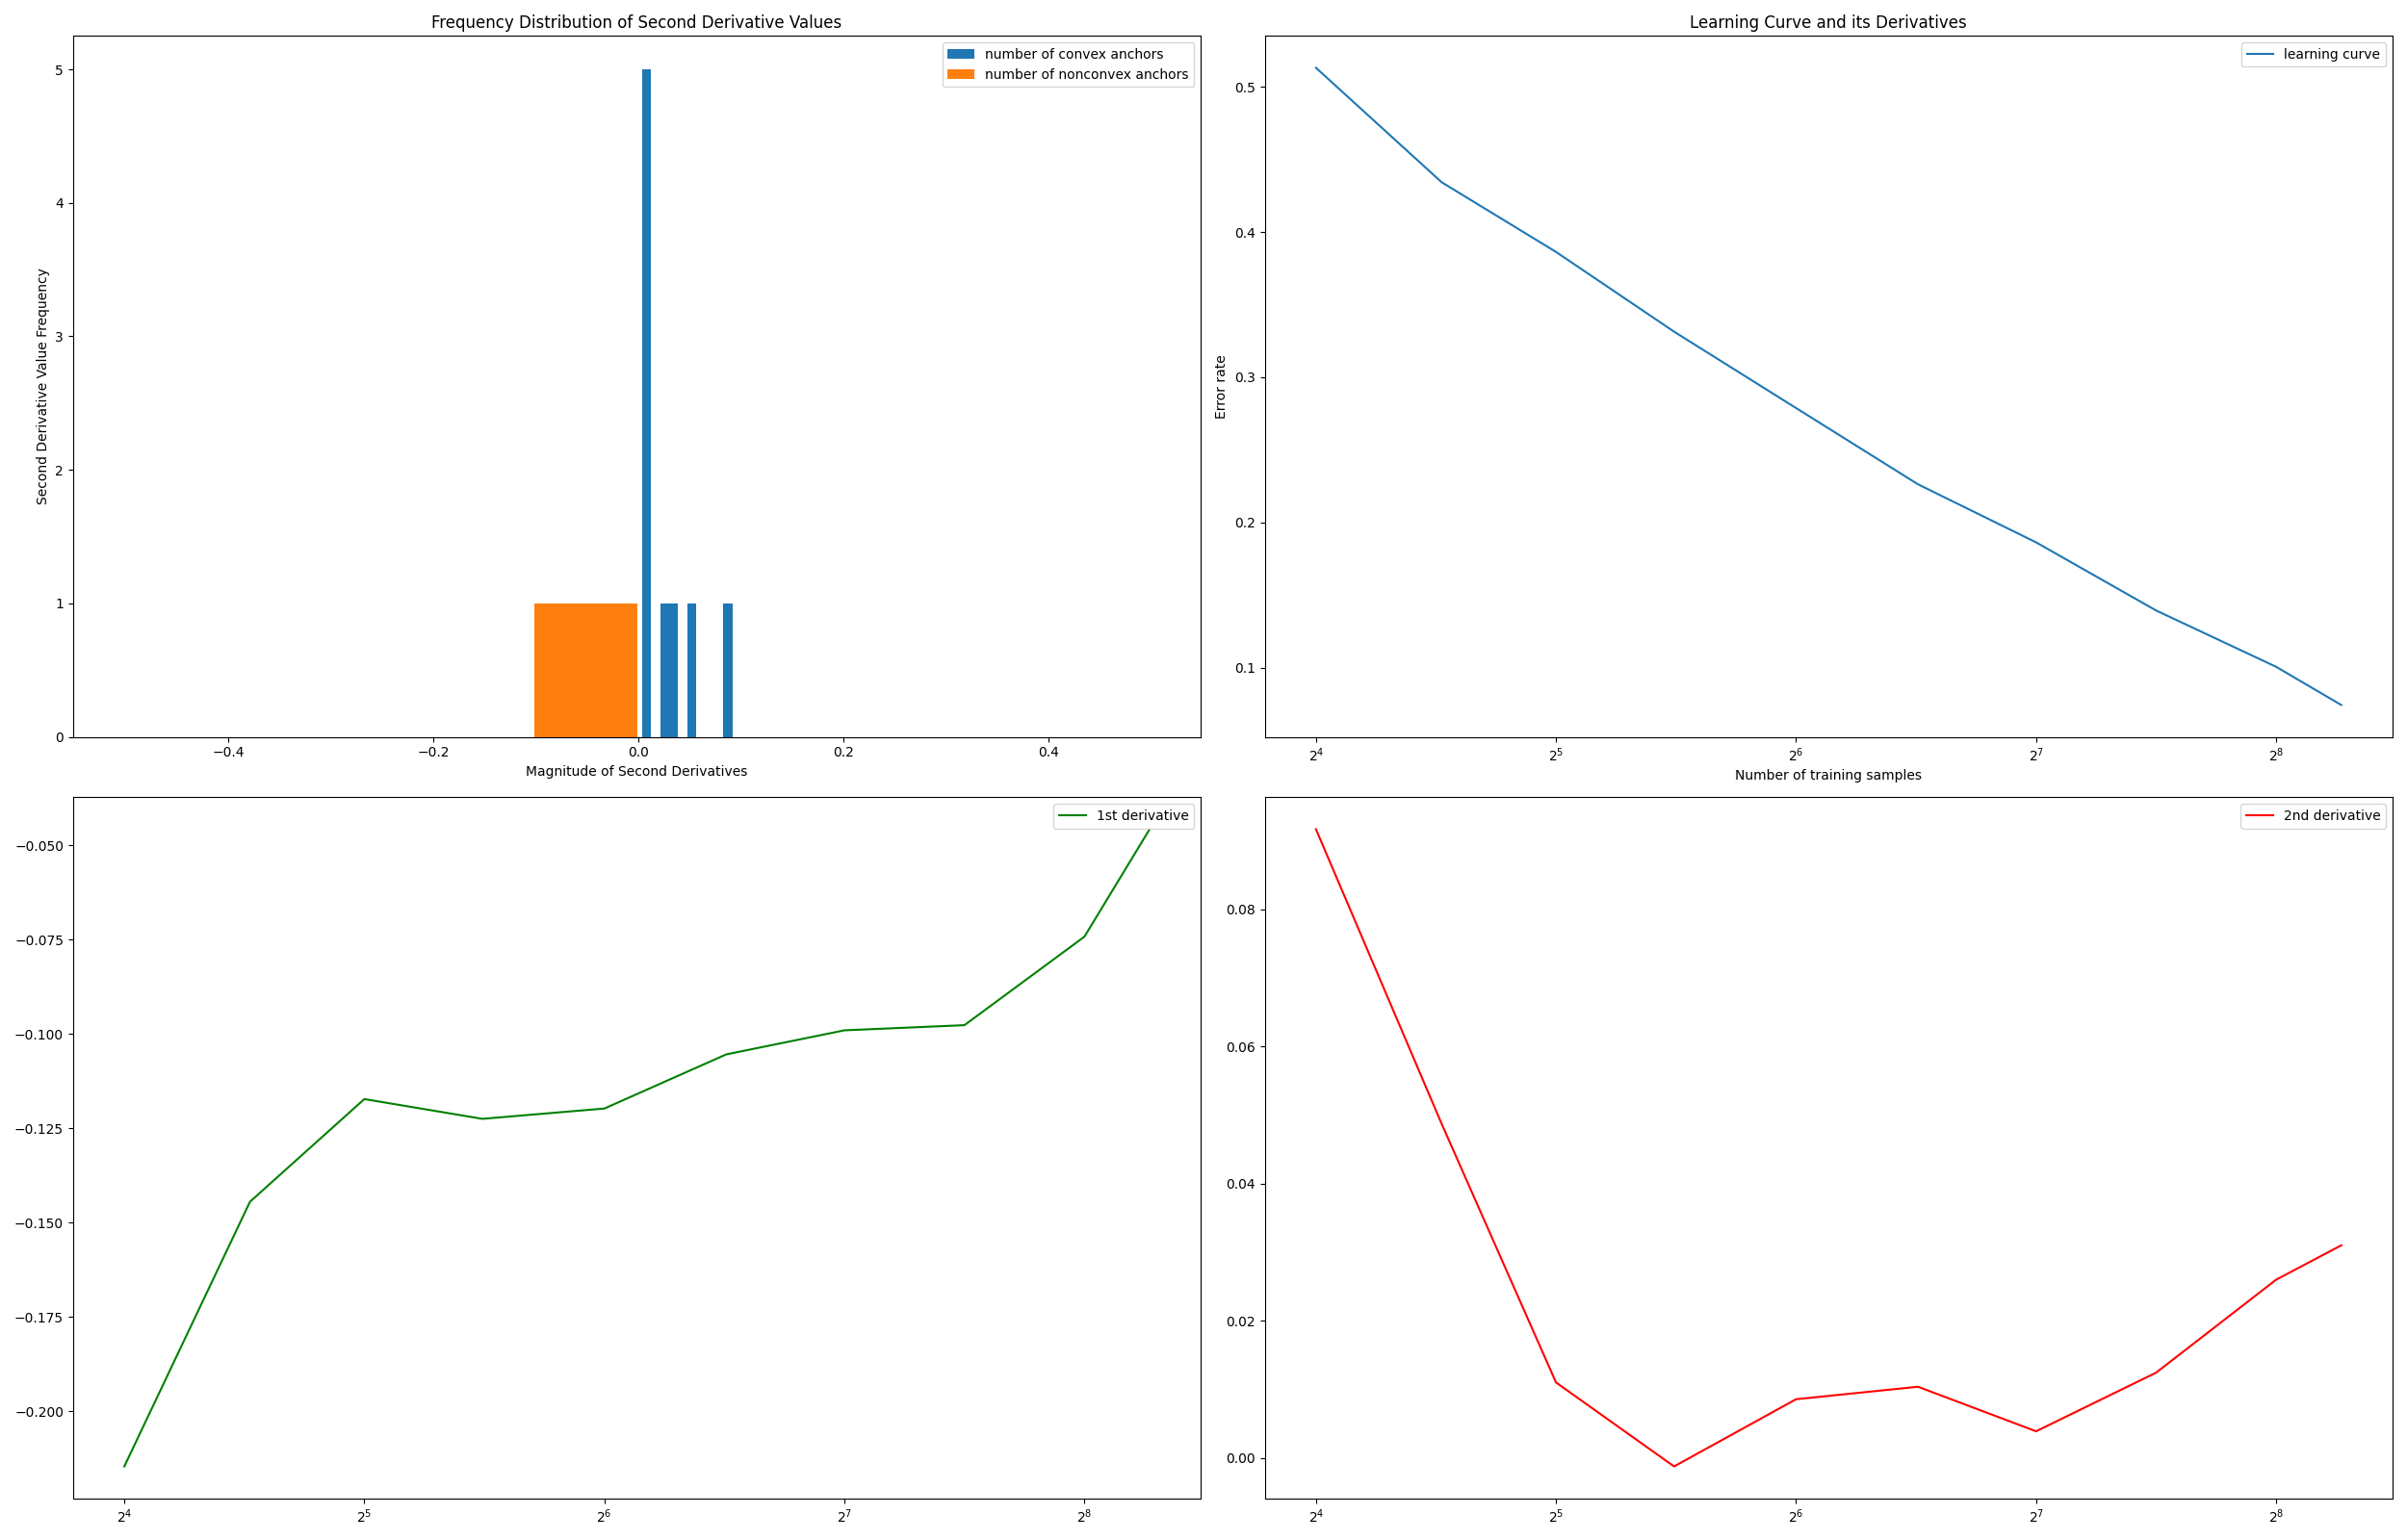 Frequency Distribution of Second Derivative Values
number of convex anchors
number of nonconvex anchors
Second Derivative Value Frequency
5
4
3
2
1
0
−0.4 −0.2 0.0 0.2 0.4
Magnitude of Second Derivatives
Learning Curve and its Derivatives
learning curve
Error rate
0.5
0.4
0.3
0.2
0.1
2⁴ 2⁵ 2⁶ 2⁷ 2⁸
Number of training samples
1st derivative
−0.050
−0.075
−0.100
−0.125
−0.150
−0.175
−0.200
2⁴ 2⁵ 2⁶ 2⁷ 2⁸
2nd derivative
0.08
0.06
0.04
0.02
0.00
2⁴ 2⁵ 2⁶ 2⁷ 2⁸